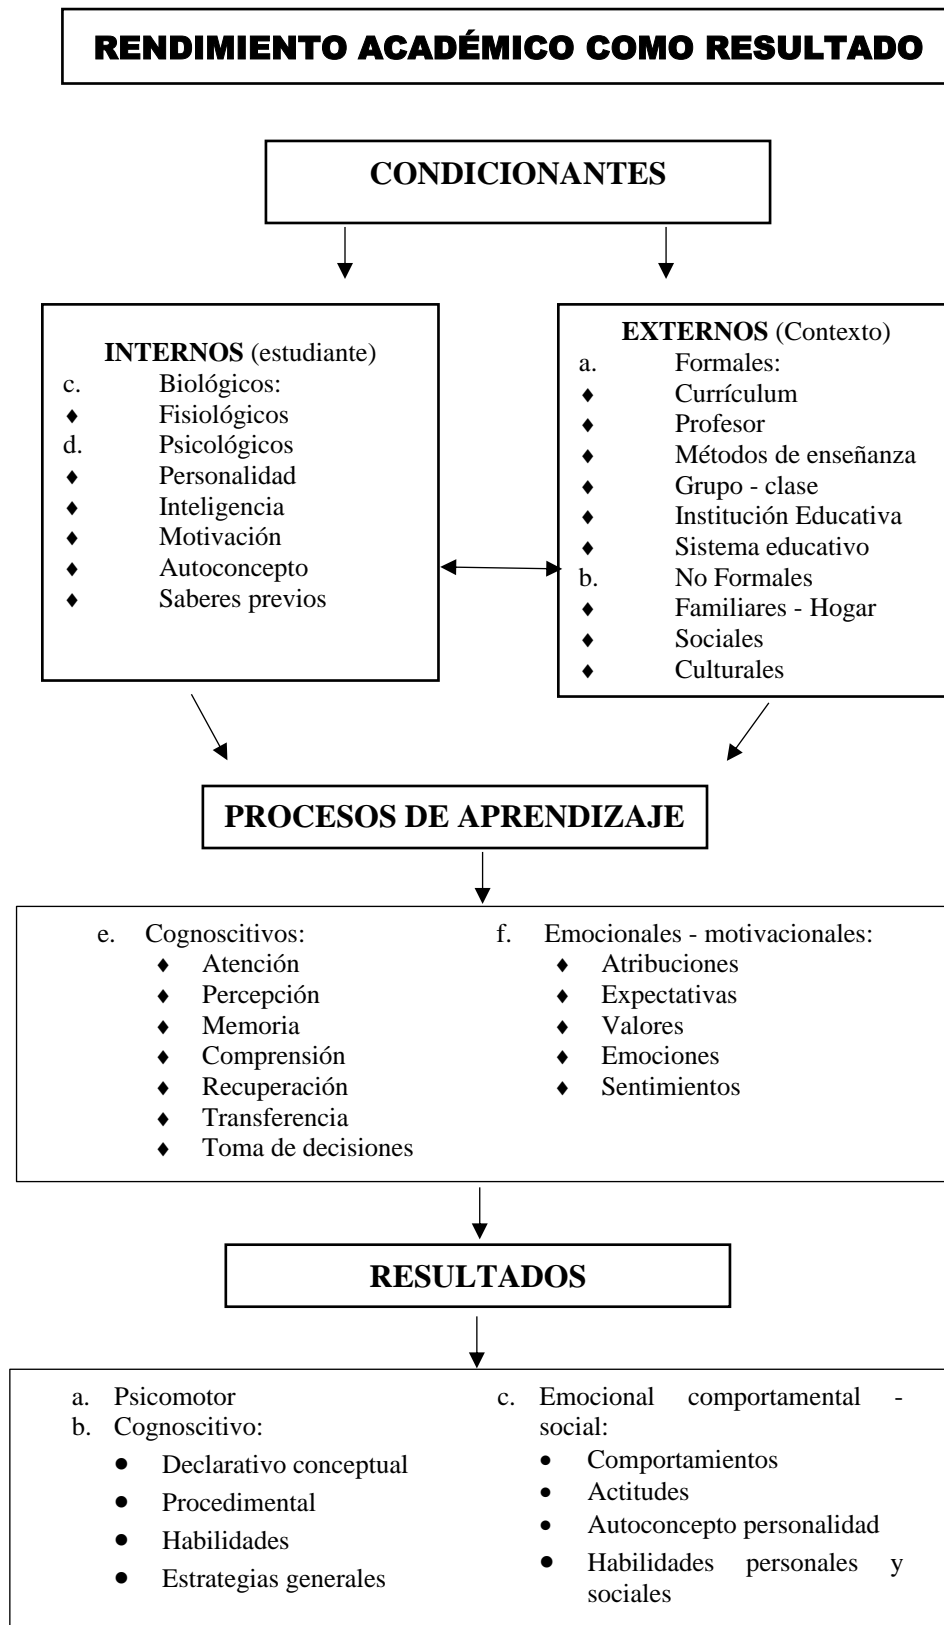 RENDIMIENTO ACADÉMICO COMO RESULTADO
CONDICIONANTES
INTERNOS (estudiante)
c. Biológicos:
♦ Fisiológicos
d. Psicológicos
♦ Personalidad
♦ Inteligencia
♦ Motivación
♦ Autoconcepto
♦ Saberes previos
EXTERNOS (Contexto)
a. Formales:
♦ Currículum
♦ Profesor
♦ Métodos de enseñanza
♦ Grupo - clase
♦ Institución Educativa
♦ Sistema educativo
b. No Formales
♦ Familiares - Hogar
♦ Sociales
♦ Culturales
PROCESOS DE APRENDIZAJE
e. Cognoscitivos:
♦ Atención
♦ Percepción
♦ Memoria
♦ Comprensión
♦ Recuperación
♦ Transferencia
♦ Toma de decisiones
f. Emocionales - motivacionales:
♦ Atribuciones
♦ Expectativas
♦ Valores
♦ Emociones
♦ Sentimientos
RESULTADOS
a. Psicomotor
b. Cognoscitivo:
● Declarativo conceptual
● Procedimental
● Habilidades
● Estrategias generales
c. Emocional comportamental -
social:
● Comportamientos
● Actitudes
● Autoconcepto personalidad
● Habilidades personales y
sociales